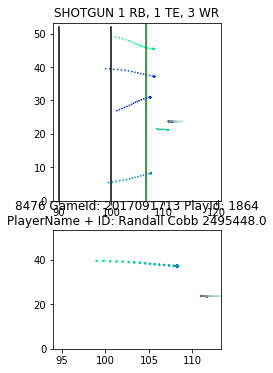 SHOTGUN 1 RB, 1 TE, 3 WR
50
40
30
20
10
0
90 100 110 120
8476 GameId: 2017091713 PlayId: 1864
PlayerName + ID: Randall Cobb 2495448.0
40
20
0
95 100 105 110